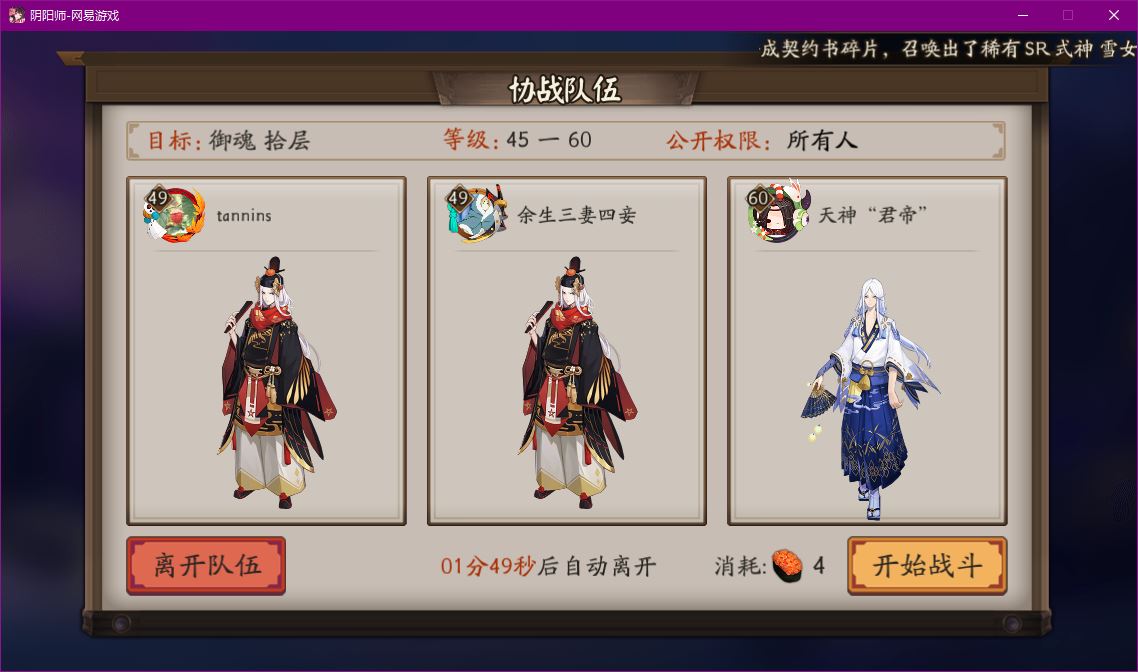 阴阳师-网易游戏
成契约书碎片，召唤出了稀有SR式神 雪女
协战队伍
目标: 御魂 拾层 等级: 45 一 60 公开权限: 所有人
49 tannins
49 余生三妻四妾
60 天神“君帝”
离开队伍 01分49秒后自动离开 消耗: 4 开始战斗